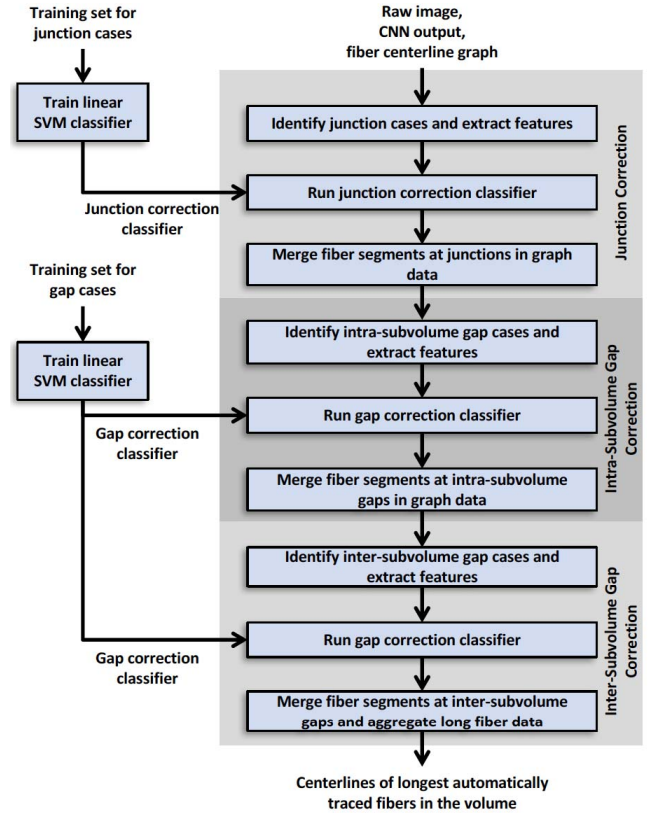 Training set for
junction cases
Raw image,
CNN output,
fiber centerline graph
Train linear
SVM classifier
Identify junction cases and extract features
Run junction correction classifier
Junction correction
classifier
Merge fiber segments at junctions in graph
data
Junction Correction
Training set for
gap cases
Train linear
SVM classifier
Identify intra-subvolume gap cases and
extract features
Run gap correction classifier
Gap correction
classifier
Merge fiber segments at intra-subvolume
gaps in graph data
Intra-Subvolume Gap
Correction
Identify inter-subvolume gap cases and
extract features
Run gap correction classifier
Gap correction
classifier
Merge fiber segments at inter-subvolume
gaps and aggregate long fiber data
Inter-Subvolume Gap
Correction
Centerlines of longest automatically
traced fibers in the volume